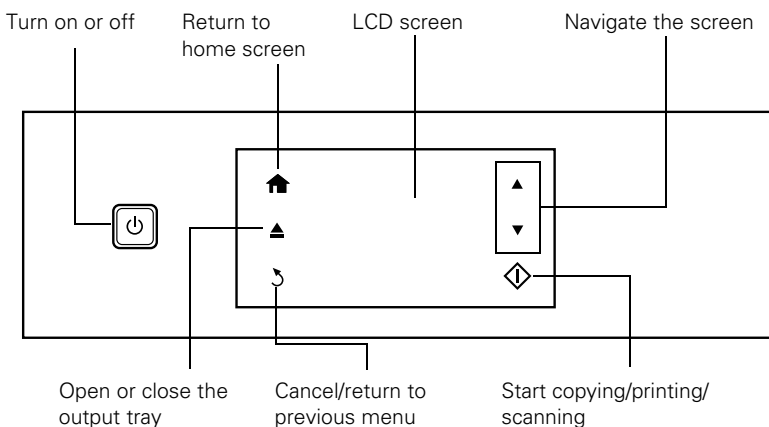 Turn on or off
Return to
home screen
LCD screen
Navigate the screen
Open or close the
output tray
Cancel/return to
previous menu
Start copying/printing/
scanning